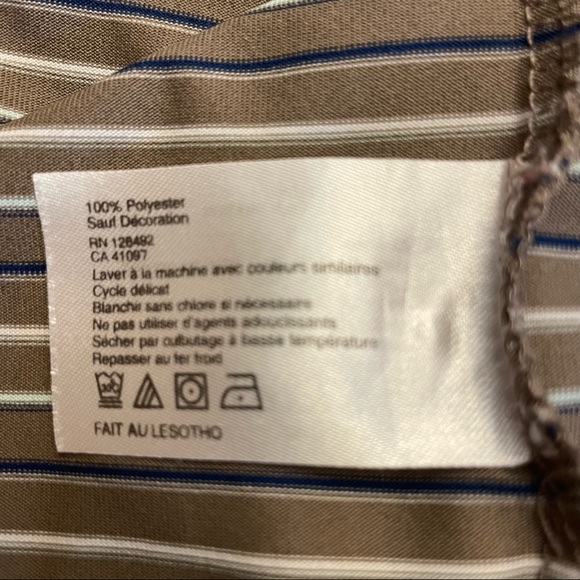 100% Polyester
Sauf Décoration
RN 128492
CA 41097
Laver à la machine avec couleurs similaires
Cycle délicat
Blanchir sans chlore si nécessaire
Ne pas utiliser d'agents adoucissants
Sécher par culbutage à basse température
Repasser au fer froid
30C
FAIT AU LESOTHO